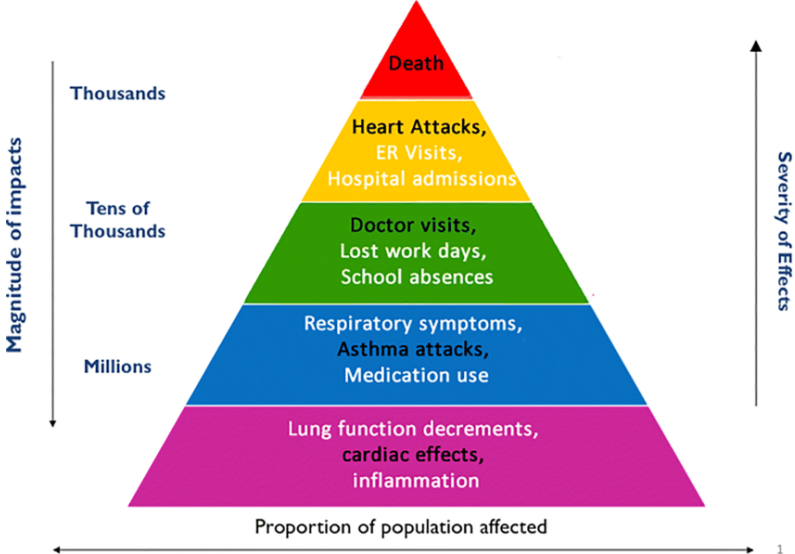 Death
Thousands
Heart Attacks,
ER Visits,
Hospital admissions
Tens of
Thousands
Doctor visits,
Lost work days,
School absences
Millions
Respiratory symptoms,
Asthma attacks,
Medication use
Lung function decrements,
cardiac effects,
inflammation
Magnitude of impacts
Severity of Effects
Proportion of population affected
1